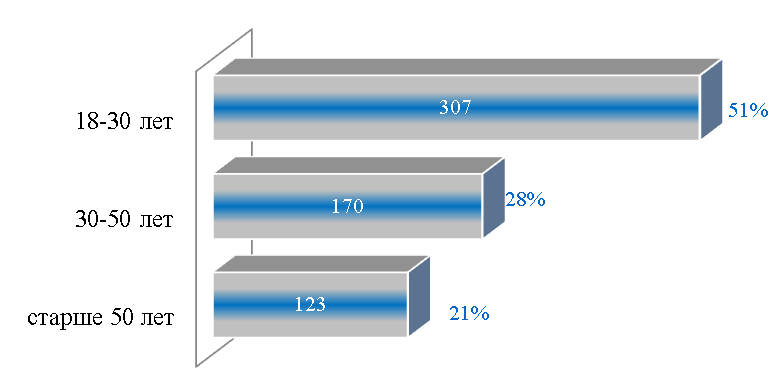 307
18-30 лет
51%
170
30-50 лет
28%
123
старше 50 лет
21%